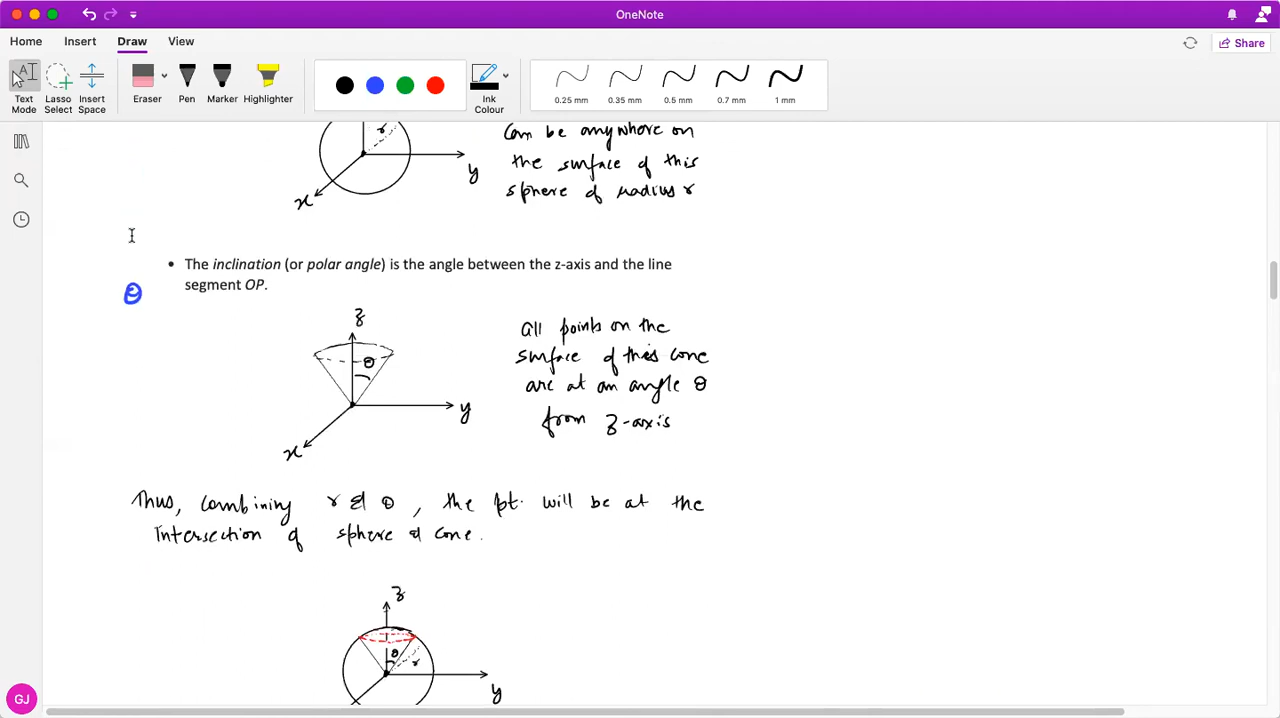 OneNote
Home Insert Draw View
Share
Text Mode
Lasso Select
Insert Space
Eraser
Pen
Marker
Highlighter
Ink Colour
0.25 mm
0.35 mm
0.5 mm
0.7 mm
1 mm
r
y
x
Can be anywhere on
the surface of this
sphere of radius r
• The inclination (or polar angle) is the angle between the z-axis and the line
segment OP.
θ
z
θ
y
x
All points on the
surface of this cone
are at an angle θ
from z-axis
Thus, combining r & θ, the pt. will be at the
intersection of sphere & cone.
z
θ
r
y
GJ